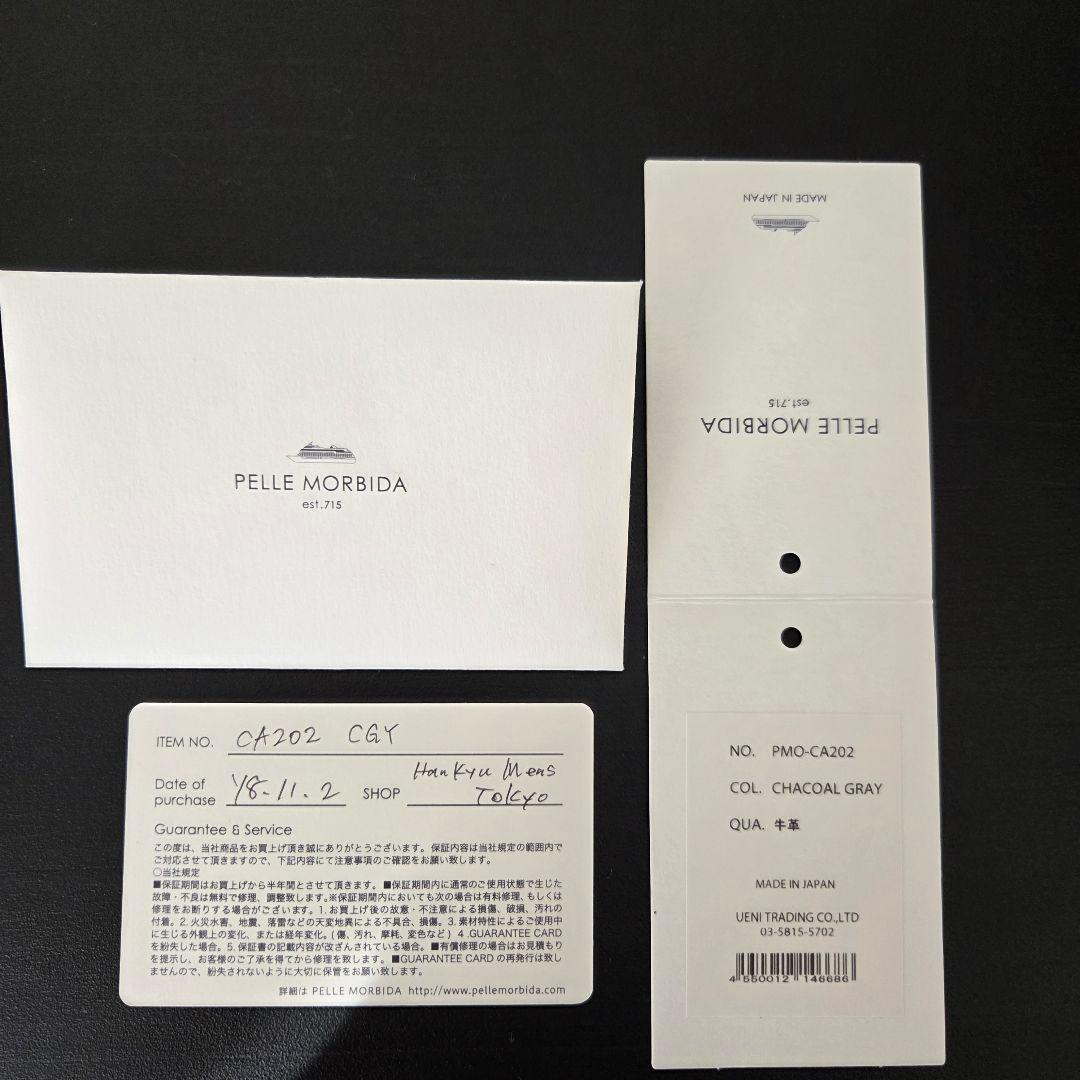 PELLE MORBIDA
est.715
ITEM NO. CA202 CGY
Date of purchase Y8.11.2 SHOP Hankyu Mens Tokyo
Guarantee & Service
この度は、当社商品をお買上げ頂き誠にありがとうございます。保証内容は当社規定の範囲内で
ご対応させて頂きますので、下記内容にて注意事項のご確認をお願い致します。
○当社規定
■保証期間はお買上げから半年間とさせて頂きます。■保証期間内に通常のご使用状態で生じた
故障・不良は無料で修理、調整致します。※保証期間内においても次の場合は有料修理、もしくは
修理をお断りする場合がございます。1.お買上げ後の故意・不注意による損傷、破損、汚れの
付着。2.火災水害、地震、落雷などの天変地異による不具合、損傷。3.素材特性によるご使用中
に生じる外観上の変化、または経年変化。(傷、汚れ、摩耗、変色など) 4.GUARANTEE CARD
を紛失した場合。5.保証書の記載内容が改ざんされている場合。■有償修理の場合はお見積もり
を提示し、お客様のご了承を得てから修理を致します。■GUARANTEE CARD の再発行は致し
ませんので、紛失されないように大切に保管をお願い致します。
詳細は PELLE MORBIDA http://www.pellemorbida.com
MADE IN JAPAN
est.715
PELLE MORBIDA
NO. PMO-CA202
COL. CHACOAL GRAY
QUA. 牛革
MADE IN JAPAN
UENI TRADING CO.,LTD
03-5815-5702
4 550012 146686